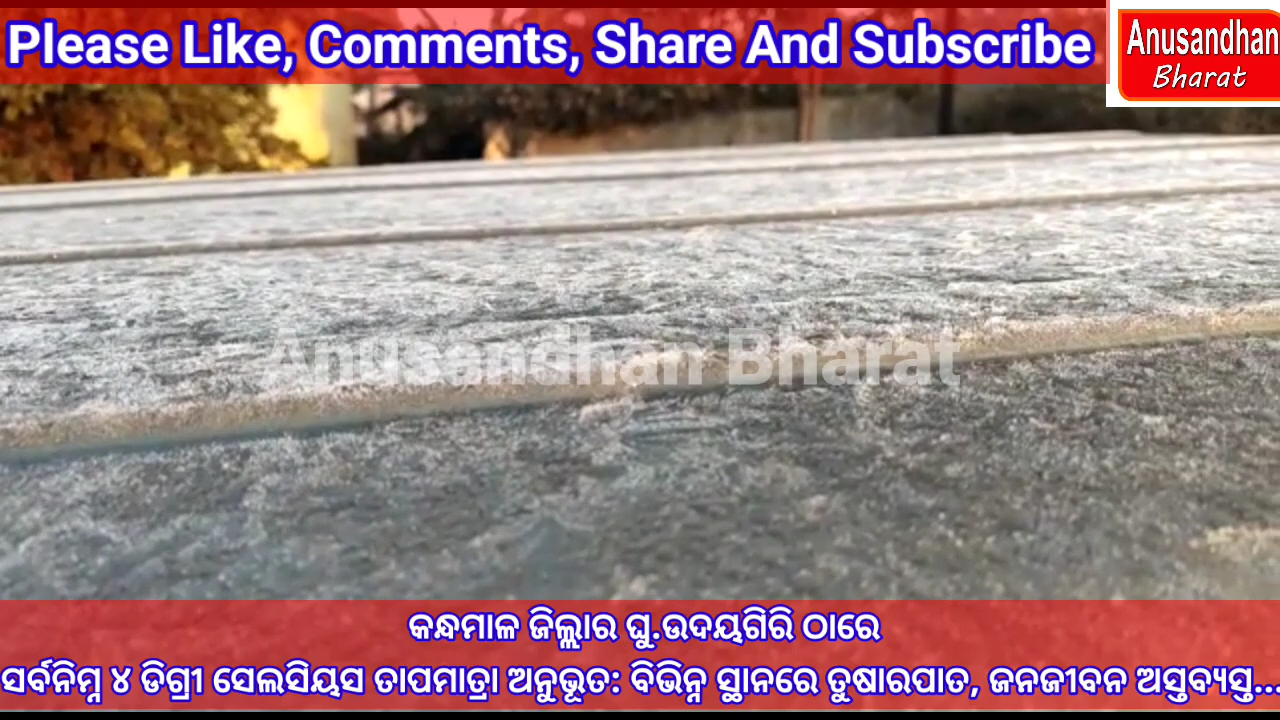 Please Like, Comments, Share And Subscribe
Anusandhan
Bharat
Anusandhan Bharat
କନ୍ଧମାଳ ଜିଲ୍ଲାର ଘୁ.ଉଦୟଗିରି ଠାରେ
ସର୍ବନିମ୍ନ ୪ ଡିଗ୍ରୀ ସେଲସିୟସ ତାପମାତ୍ରା ଅନୁଭୂତ: ବିଭିନ୍ନ ସ୍ଥାନରେ ତୁଷାରପାତ, ଜନଜୀବନ ଅସ୍ତବ୍ୟସ୍ତ...